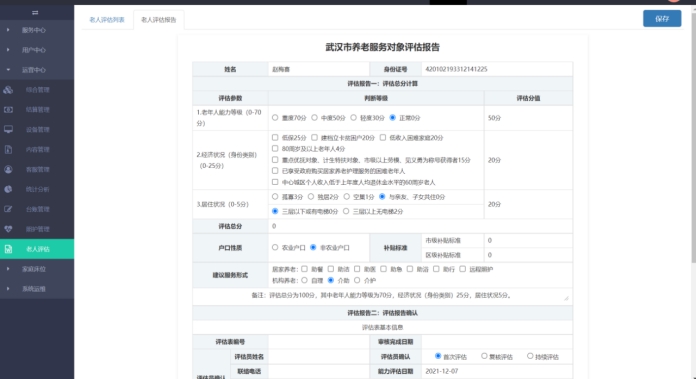 老人评估列表
老人评估报告
保存
服务中心
用户中心
运营中心
综合管理
结算管理
设备管理
内容管理
客服管理
统计分析
台账管理
照护管理
老人评估
家庭床位
系统运维
武汉市养老服务对象评估报告
姓名 赵梅喜 身份证号
评估报告一：评估总分计算
评估参数 判断等级 评估分值
1.老年人能力等级（0-70分） 重度70分 中度50分 轻度30分 正常0分 50分
2.经济状况（身份类别）（0-25分） 低保25分 建档立卡贫困户20分 低收入困难家庭20分
80周岁及以上老年人4分
重点优抚对象、计生特扶对象、市级以上劳模、见义勇为称号获得者15分
已享受政府购买居家养老护理服务的困难老年人
中心城区个人收入低于上年度人均退休金水平的60周岁老人
20分
3.居住状况（0-5分） 孤寡3分 独居2分 空巢1分 与亲友、子女共住0分
三层以下或有电梯0分 三层以上无电梯2分
20分
评估总分 0
户口性质 农业户口 非农业户口 补贴标准 市级补贴标准 0
区级补贴标准 0
建议服务形式 居家养老： 助餐 助洁 助医 助急 助浴 助行 远程照护
机构养老： 自理 介助 介护
备注：评估总分为100分，其中老年人能力等级为70分，经济状况（身份类别）25分，居住状况5分。
评估报告二：评估报告确认
评估表基本信息
评估表编号 审核完成日期
评估员确认 评估员姓名 评估员确认 首次评估 复核评估 持续评估
联络电话 能力评估日期 2021-12-07